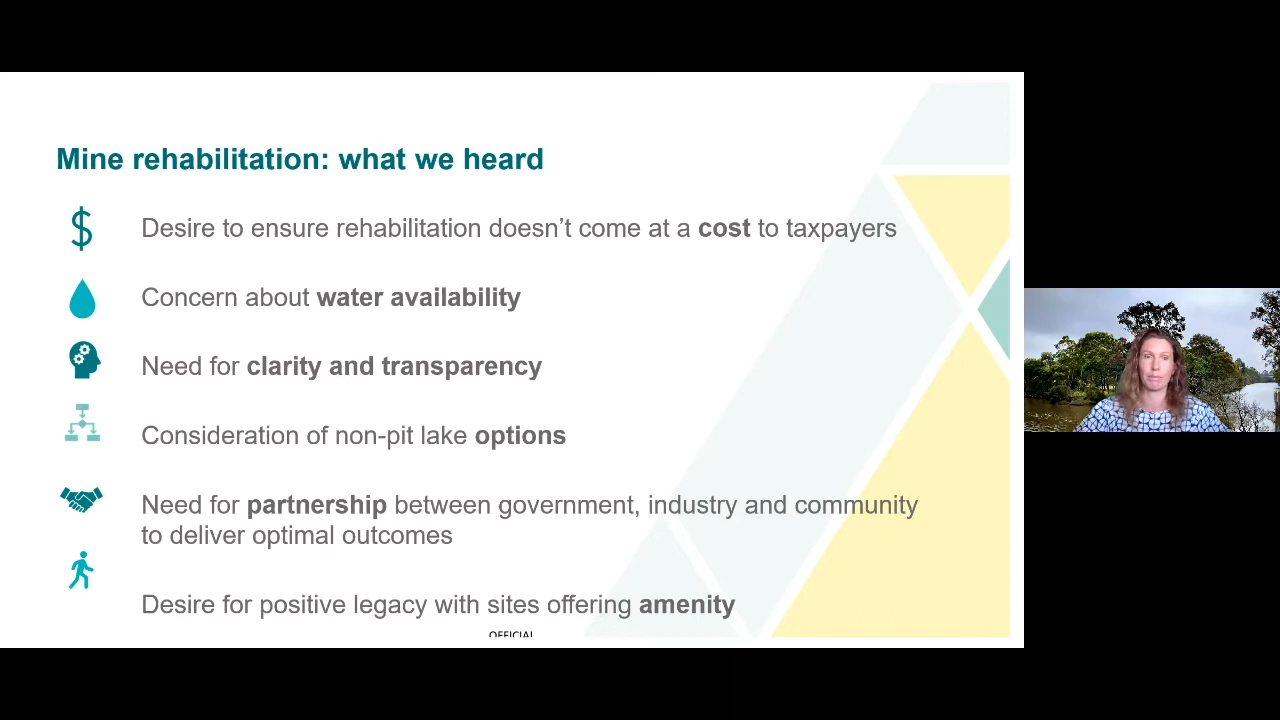 Mine rehabilitation: what we heard
Desire to ensure rehabilitation doesn’t come at a cost to taxpayers
Concern about water availability
Need for clarity and transparency
Consideration of non-pit lake options
Need for partnership between government, industry and community
to deliver optimal outcomes
Desire for positive legacy with sites offering amenity
OFFICIAL